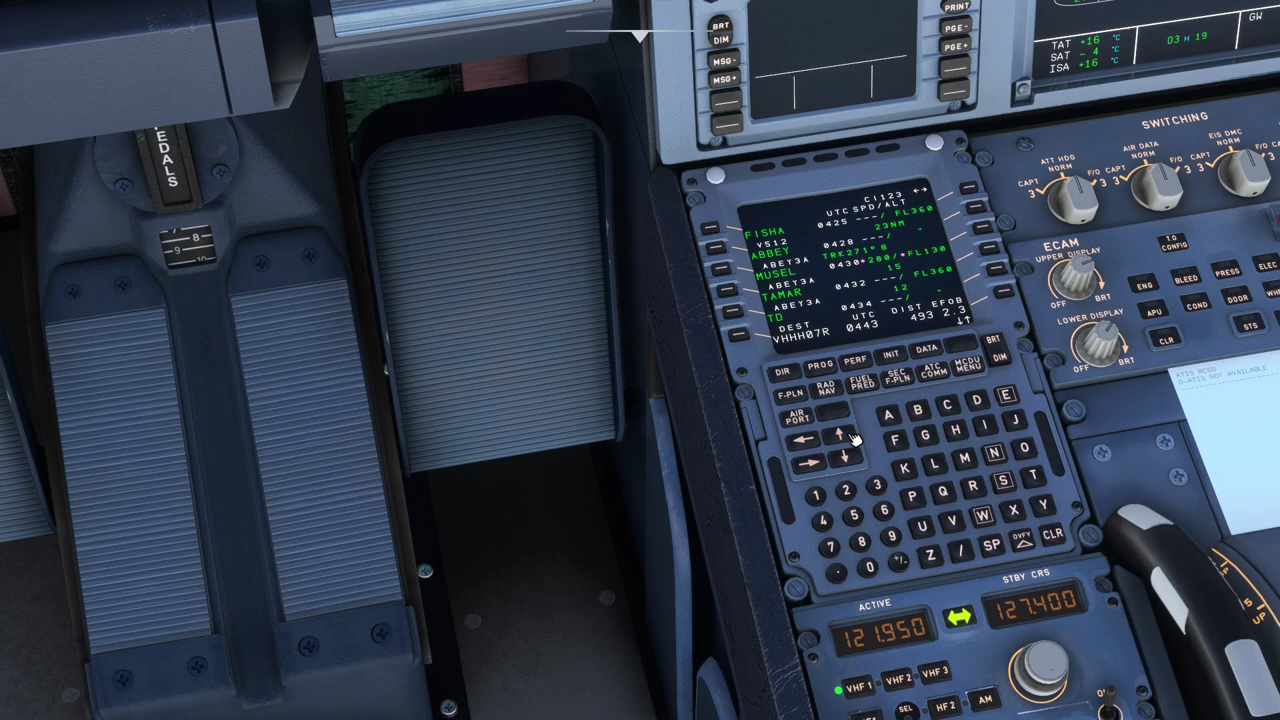 BRT
DIM
MSG-
MSG+
PRINT
PGE-
PGE+
TAT +16 °C
SAT - 4 °C
ISA +16 °C
03 H 19
GW
PEDALS
8
9
10
SWITCHING
ATT HDG
NORM
CAPT 3 F/O 3
AIR DATA
NORM
CAPT 3 F/O 3
EIS DMC
NORM
CAPT 3 F/O
ECAM
UPPER DISPLAY
OFF BRT
LOWER DISPLAY
OFF BRT
T.O
CONFIG
ENG BLEED PRESS ELEC
APU COND DOOR
CLR STS
CI123 ↔
UTC SPD/ALT
FISHA 0425 ---/ FL360
V512 23NM
ABBEY 0428 ---/ "
ABEY3A TRK271° 8
MUSEL 0430*280/*FL130
ABEY3A 15
TAMAR 0432 ---/ FL360
ABEY3A 12
TD 0434 ---/ "
DEST UTC DIST EFOB
VHHH07R 0443 493 2.3
↓↑
DIR PROG PERF INIT DATA
BRT
DIM
F-PLN RAD NAV FUEL PRED SEC F-PLN ATC COMM MCDU MENU
AIR PORT
← ↑
→ ↓
A B C D E
F G H I J
K L M N O
P Q R S T
U V W X Y
Z / SP OVFY △ CLR
1 2 3
4 5 6
7 8 9
. 0 +/-
ATIS RCSS
D-ATIS NOT AVAILABLE
ACTIVE
121.950
STBY CRS
127.400
VHF 1 VHF 2 VHF 3
SEL HF 2 AM
5
UP